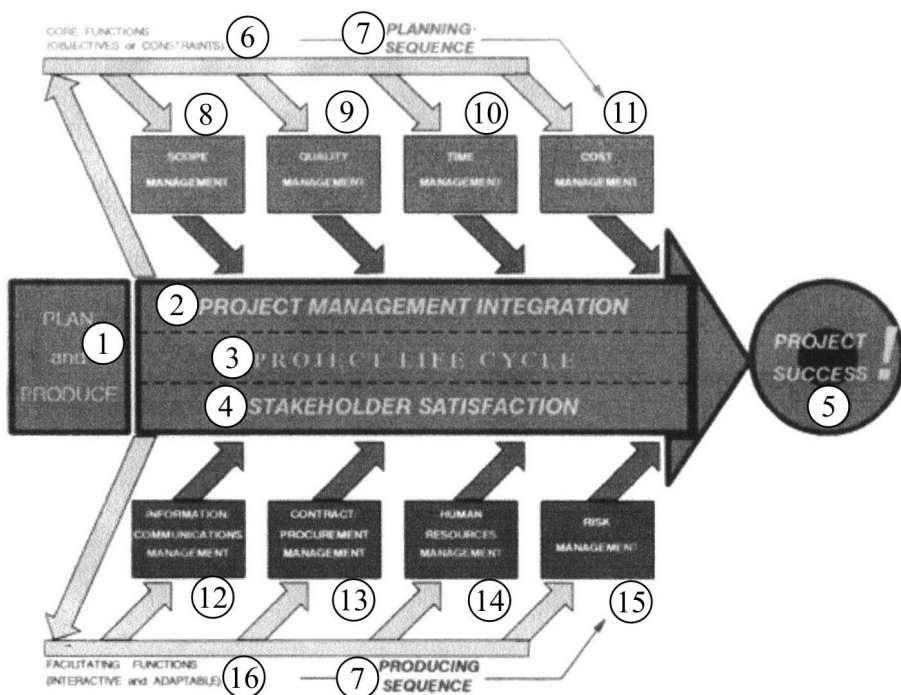 CORE FUNCTIONS
(OBJECTIVES or CONSTRAINTS)
6
7
PLANNING
SEQUENCE
8
9
10
11
SCOPE
MANAGEMENT
QUALITY
MANAGEMENT
TIME
MANAGEMENT
COST
MANAGEMENT
PLAN
and
PRODUCE
1
2
PROJECT MANAGEMENT INTEGRATION
3
PROJECT LIFE CYCLE
4
STAKEHOLDER SATISFACTION
PROJECT
SUCCESS!
5
INFORMATION
COMMUNICATIONS
MANAGEMENT
CONTRACT
PROCUREMENT
MANAGEMENT
HUMAN
RESOURCES
MANAGEMENT
RISK
MANAGEMENT
12
13
14
15
FACILITATING FUNCTIONS
(INTERACTIVE and ADAPTABLE)
16
7
PRODUCING
SEQUENCE